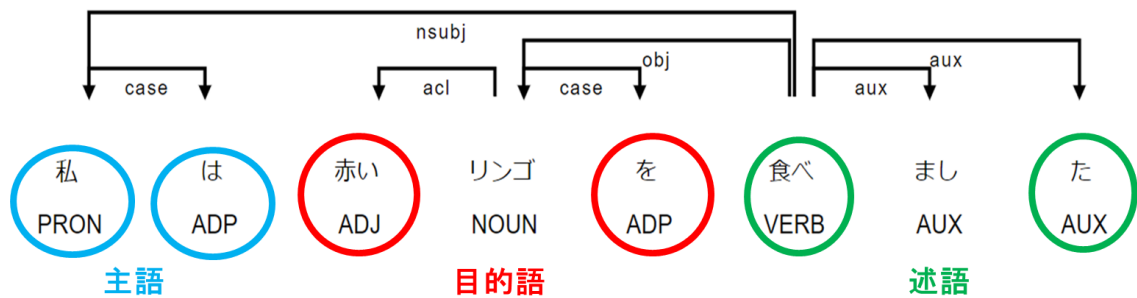 nsubj
obj
aux
case
acl
case
aux
私 は 赤い リンゴ を 食べ まし た
PRON ADP ADJ NOUN ADP VERB AUX AUX
主語 目的語 述語